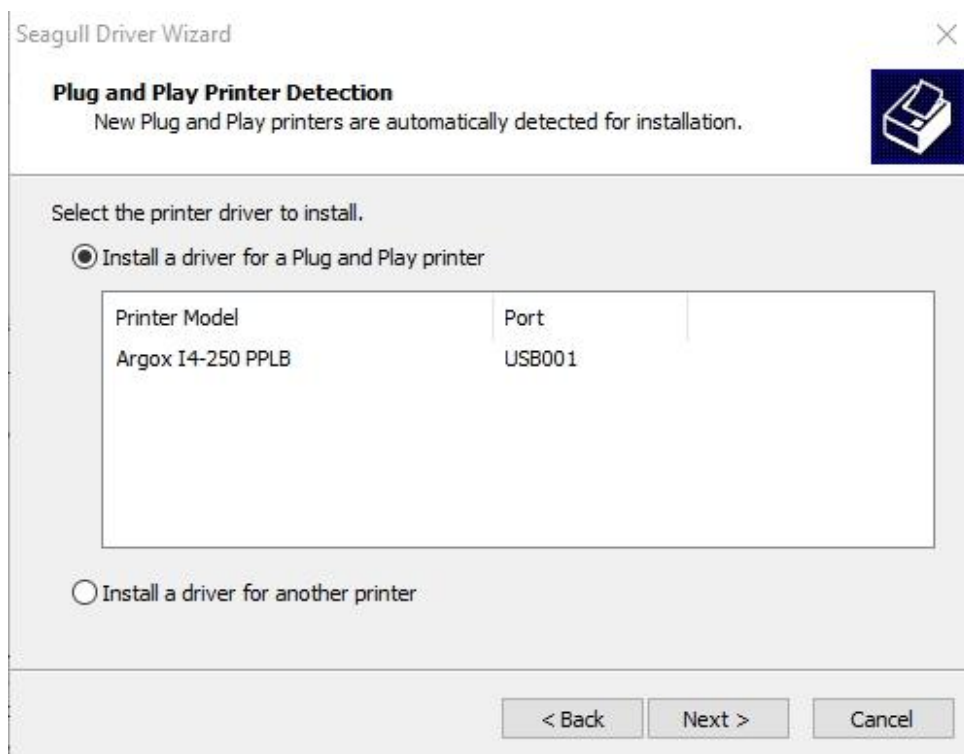 Seagull Driver Wizard
Plug and Play Printer Detection
New Plug and Play printers are automatically detected for installation.
Select the printer driver to install.
Install a driver for a Plug and Play printer
Printer Model Port
Argox I4-250 PPLB USB001
Install a driver for another printer
< Back Next > Cancel